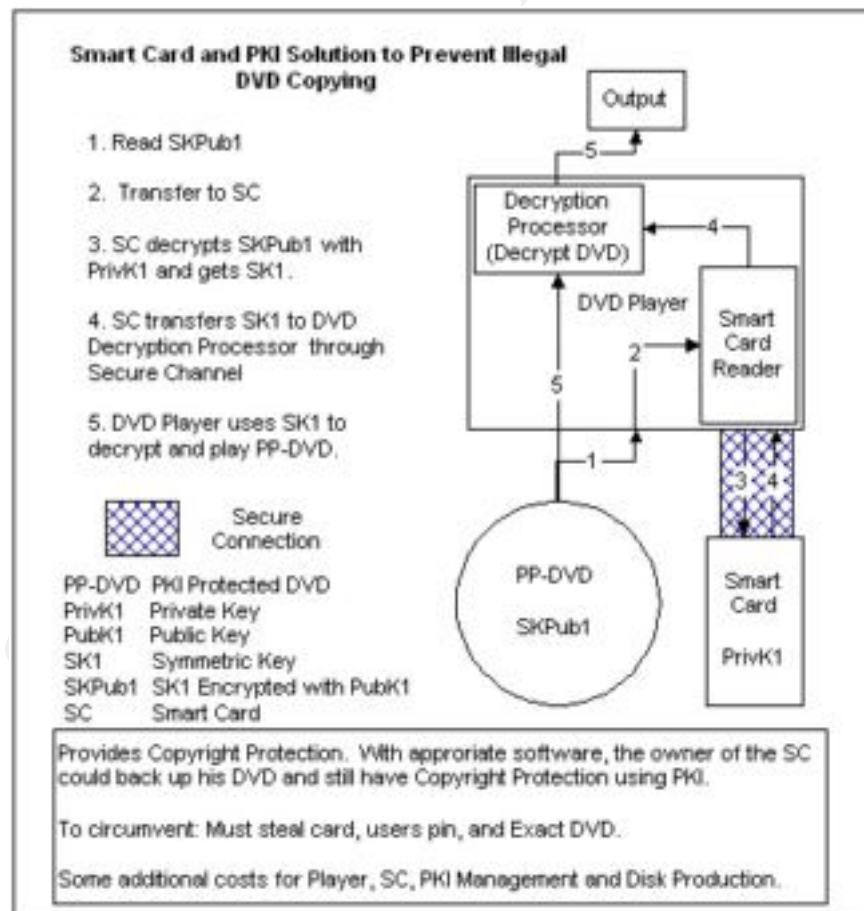 Smart Card and PKI Solution to Prevent Illegal
DVD Copying
1. Read SKPub1
2. Transfer to SC
3. SC decrypts SKPub1 with
PrivK1 and gets SK1.
4. SC transfers SK1 to DVD
Decryption Processor through
Secure Channel
5. DVD Player uses SK1 to
decrypt and play PP-DVD.
Secure
Connection
PP-DVD PKI Protected DVD
PrivK1 Private Key
PubK1 Public Key
SK1 Symmetric Key
SKPub1 SK1 Encrypted with PubK1
SC Smart Card
Output
5
Decryption
Processor
(Decrypt DVD)
4
DVD Player
Smart
Card
Reader
2
5
1
3
4
PP-DVD
SKPub1
Smart
Card
PrivK1
Provides Copyright Protection. With approriate software, the owner of the SC
could back up his DVD and still have Copyright Protection using PKI.
To circumvent: Must steal card, users pin, and Exact DVD.
Some additional costs for Player, SC, PKI Management and Disk Production.